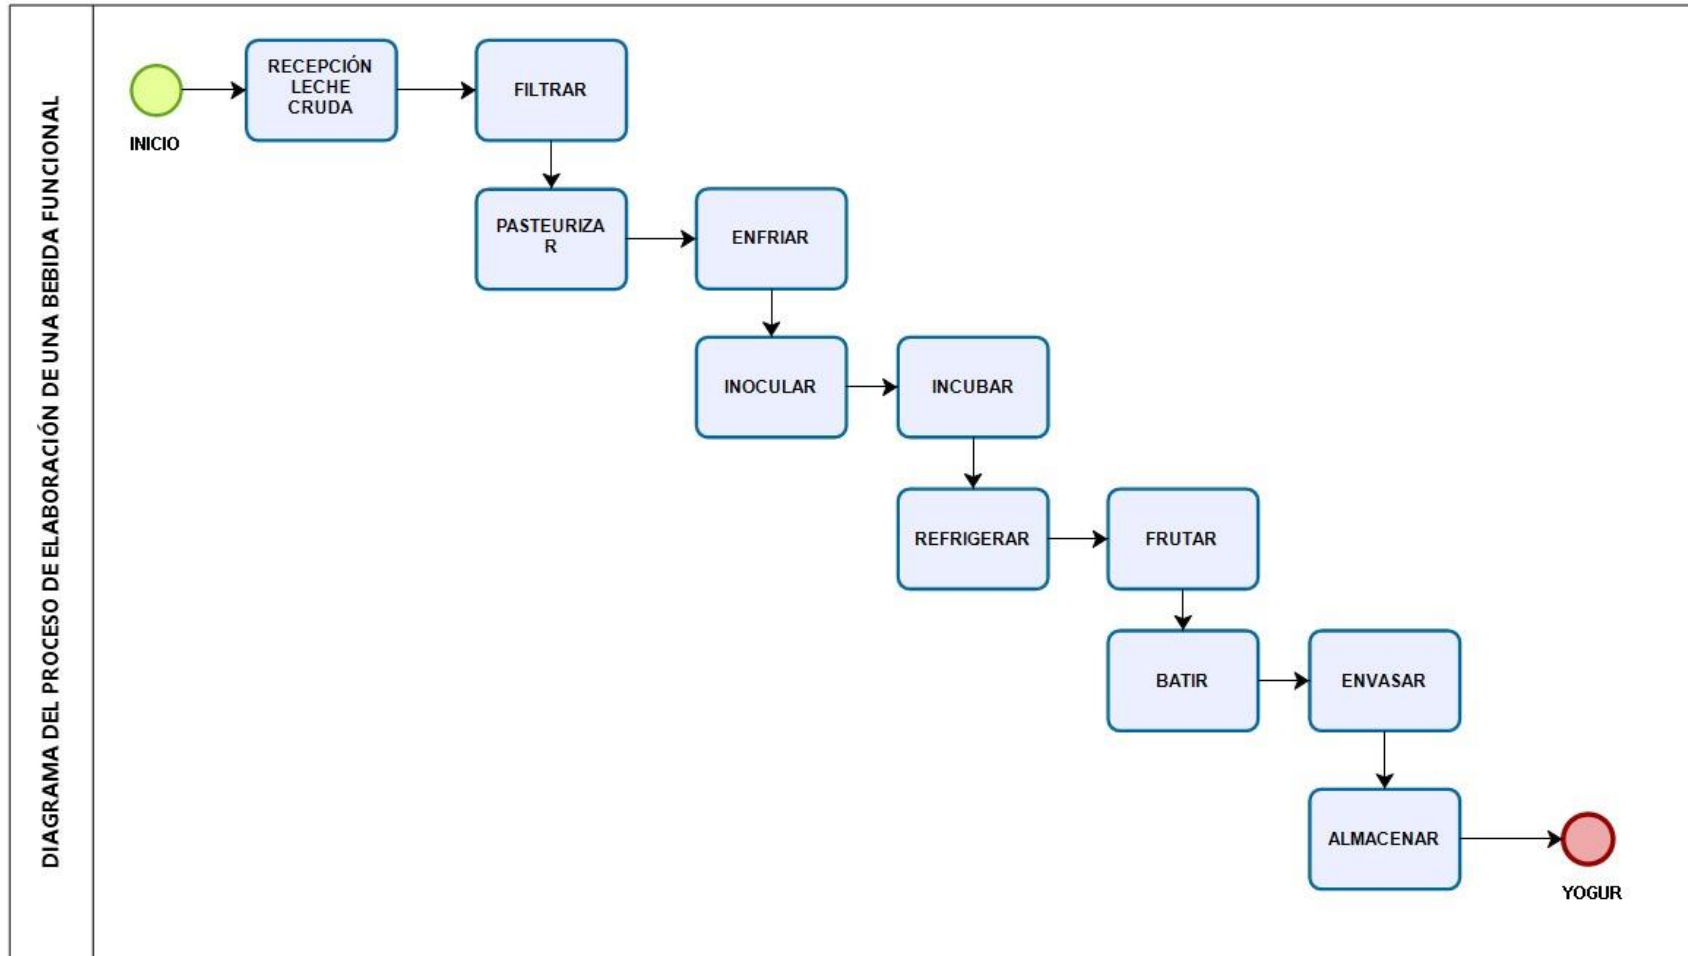 DIAGRAMA DEL PROCESO DE ELABORACIÓN DE UNA BEBIDA FUNCIONAL
INICIO
RECEPCIÓN
LECHE
CRUDA
FILTRAR
PASTEURIZA
R
ENFRIAR
INOCULAR
INCUBAR
REFRIGERAR
FRUTAR
BATIR
ENVASAR
ALMACENAR
YOGUR